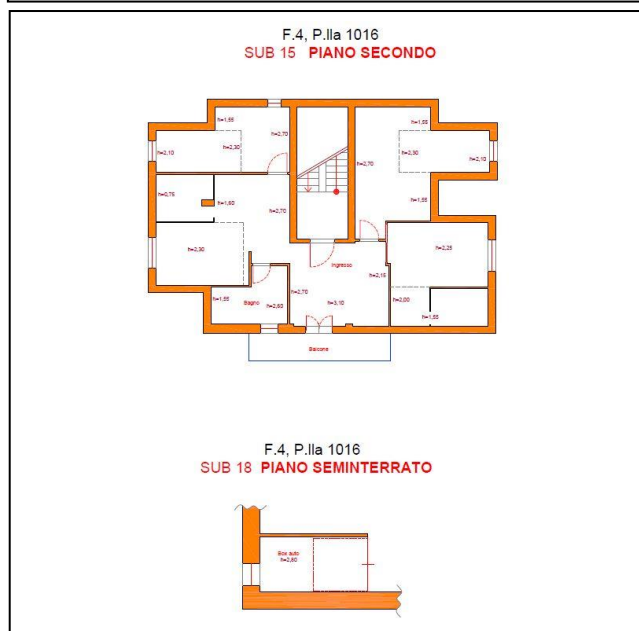 F.4, P.lla 1016
SUB 15 PIANO SECONDO
h=1,55
h=2,70
h=2,10
h=2,30
h=1,55
h=2,30
h=2,70
h=2,10
h=0,75
h=1,60
h=2,70
h=1,55
h=2,30
h=2,25
Ingresso
h=2,15
h=1,55
Bagno
h=2,60
h=2,70
h=3,10
h=2,00
h=1,55
Balcone
F.4, P.lla 1016
SUB 18 PIANO SEMINTERRATO
Box auto
h=2,60